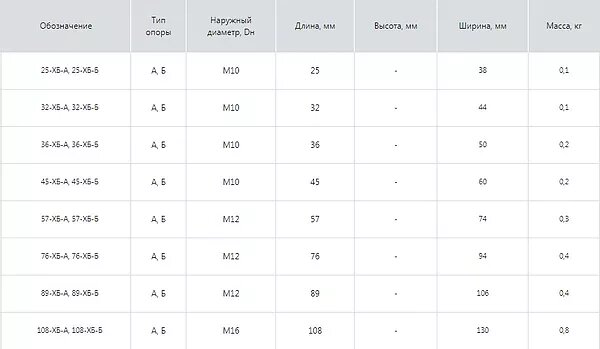 Обозначение Тип опоры Наружный диаметр, Dн Длина, мм Высота, мм Ширина, мм Масса, кг
25-ХБ-А, 25-ХБ-Б А, Б М10 25 - 38 0,1
32-ХБ-А, 32-ХБ-Б А, Б М10 32 - 44 0,1
36-ХБ-А, 36-ХБ-Б А, Б М10 36 - 50 0,2
45-ХБ-А, 45-ХБ-Б А, Б М10 45 - 60 0,2
57-ХБ-А, 57-ХБ-Б А, Б М12 57 - 74 0,3
76-ХБ-А, 76-ХБ-Б А, Б М12 76 - 94 0,4
89-ХБ-А, 89-ХБ-Б А, Б М12 89 - 106 0,4
108-ХБ-А, 108-ХБ-Б А, Б М16 108 - 130 0,8